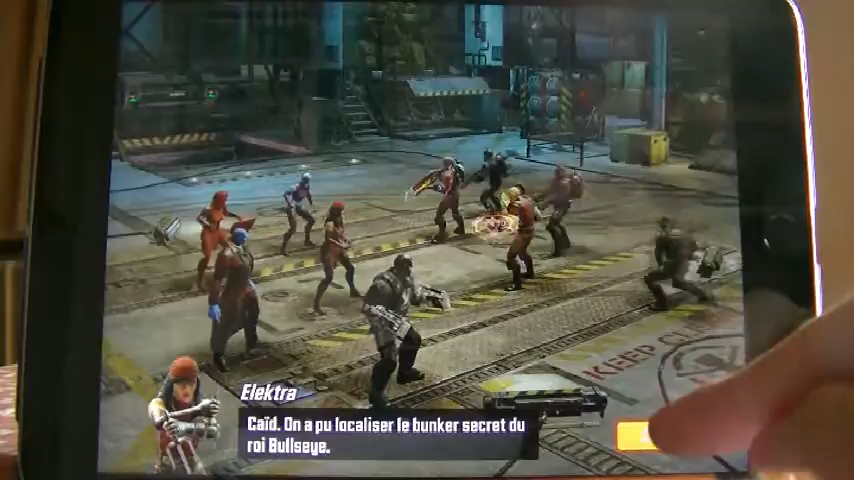 KEEP CL
Elektra
Caïd. On a pu localiser le bunker secret du
roi Bullseye.